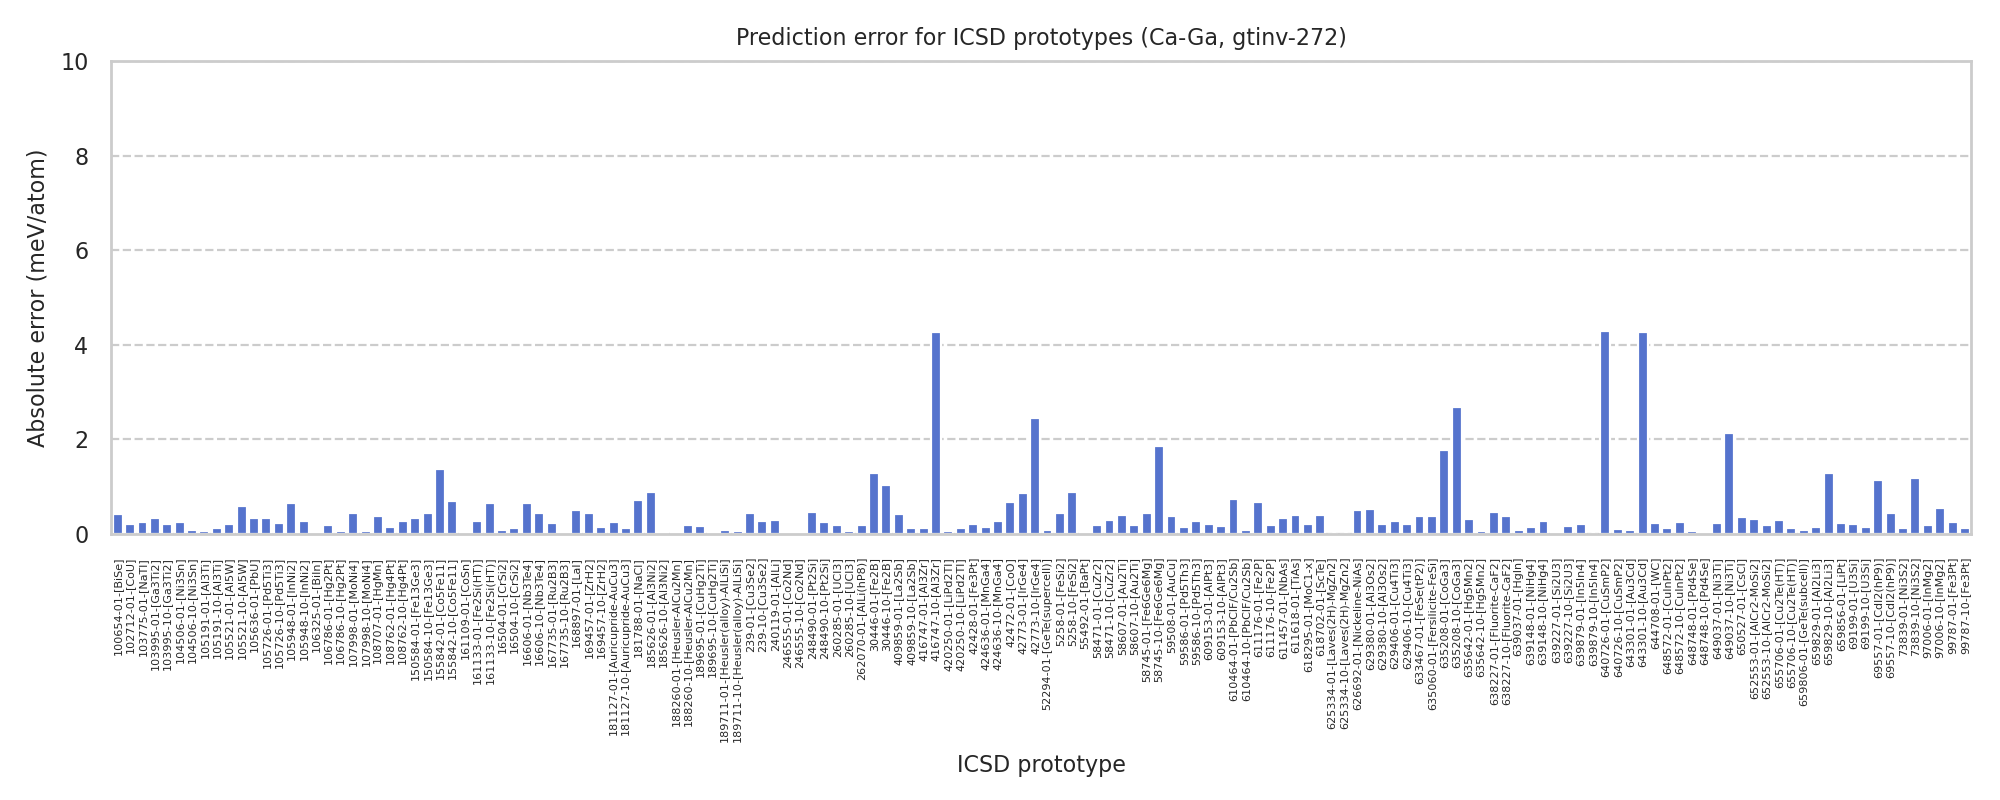 Prediction error for ICSD prototypes (Ca-Ga, gtinv-272)
10
8
6
4
2
0
Absolute error (meV/atom)
100654-01-[BiSe]
102712-01-[CoU]
103775-01-[NaTl]
103995-01-[Ga3Ti2]
103995-10-[Ga3Ti2]
104506-01-[Ni3Sn]
104506-10-[Ni3Sn]
105191-01-[Al3Ti]
105191-10-[Al3Ti]
105521-01-[Al5W]
105521-10-[Al5W]
105636-01-[PbU]
105726-01-[Pd5Ti3]
105726-10-[Pd5Ti3]
105948-01-[InNi2]
105948-10-[InNi2]
106325-01-[BiIn]
106786-01-[Hg2Pt]
106786-10-[Hg2Pt]
107998-01-[MoNi4]
107998-10-[MoNi4]
108707-01-[HgMn]
108762-01-[Hg4Pt]
108762-10-[Hg4Pt]
150584-01-[Fe13Ge3]
150584-10-[Fe13Ge3]
155842-01-[Co5Fe11]
155842-10-[Co5Fe11]
161109-01-[CoSn]
161133-01-[Fe2Si(HT)]
161133-10-[Fe2Si(HT)]
16504-01-[CrSi2]
16504-10-[CrSi2]
16606-01-[Nb3Te4]
16606-10-[Nb3Te4]
167735-01-[Ru2B3]
167735-10-[Ru2B3]
168897-01-[LaI]
169457-01-[ZrH2]
169457-10-[ZrH2]
181127-01-[Auricupride-AuCu3]
181127-10-[Auricupride-AuCu3]
181788-01-[NaCl]
185626-01-[Al3Ni2]
185626-10-[Al3Ni2]
188260-01-[Heusler-AlCu2Mn]
188260-10-[Heusler-AlCu2Mn]
189695-01-[CuHg2Ti]
189695-10-[CuHg2Ti]
189711-01-[Heusler(alloy)-AlLiSi]
189711-10-[Heusler(alloy)-AlLiSi]
239-01-[Cu3Se2]
239-10-[Cu3Se2]
240119-01-[AlLi]
246555-01-[Co2Nd]
246555-10-[Co2Nd]
248490-01-[Pt2Si]
248490-10-[Pt2Si]
260285-01-[UCl3]
260285-10-[UCl3]
262070-01-[AlLi(hP8)]
30446-01-[Fe2B]
30446-10-[Fe2B]
409859-01-[La2Sb]
409859-10-[La2Sb]
416747-01-[Al3Zr]
416747-10-[Al3Zr]
420250-01-[LiPd2Tl]
420250-10-[LiPd2Tl]
42428-01-[Fe3Pt]
424636-01-[MnGa4]
424636-10-[MnGa4]
42472-01-[CoO]
42773-01-[IrGe4]
42773-10-[IrGe4]
52294-01-[GeTe(supercell)]
5258-01-[FeSi2]
5258-10-[FeSi2]
55492-01-[BaPt]
58471-01-[CuZr2]
58471-10-[CuZr2]
58607-01-[Au2Ti]
58607-10-[Au2Ti]
58745-01-[Fe6Ge6Mg]
58745-10-[Fe6Ge6Mg]
59508-01-[AuCu]
59586-01-[Pd5Th3]
59586-10-[Pd5Th3]
609153-01-[AlPt3]
609153-10-[AlPt3]
610464-01-[PbClF/Cu2Sb]
610464-10-[PbClF/Cu2Sb]
611176-01-[Fe2P]
611176-10-[Fe2P]
611457-01-[NbAs]
611618-01-[TiAs]
618295-01-[MoC1-x]
618702-01-[ScTe]
625334-01-[Laves(2H)-MgZn2]
625334-10-[Laves(2H)-MgZn2]
626692-01-[Nickeline-NiAs]
629380-01-[Al3Os2]
629380-10-[Al3Os2]
629406-01-[Cu4Ti3]
629406-10-[Cu4Ti3]
633467-01-[FeSe(tP2)]
635060-01-[Fersilicite-FeSi]
635208-01-[CoGa3]
635208-10-[CoGa3]
635642-01-[Hg5Mn2]
635642-10-[Hg5Mn2]
638227-01-[Fluorite-CaF2]
638227-10-[Fluorite-CaF2]
639037-01-[HgIn]
639148-01-[NiHg4]
639148-10-[NiHg4]
639227-01-[Si2U3]
639227-10-[Si2U3]
639879-01-[In5In4]
639879-10-[In5In4]
640726-01-[CuSmP2]
640726-10-[CuSmP2]
643301-01-[Au3Cd]
643301-10-[Au3Cd]
644708-01-[WC]
648572-01-[CuInPt2]
648572-10-[CuInPt2]
648748-01-[Pd4Se]
648748-10-[Pd4Se]
649037-01-[Ni3Ti]
649037-10-[Ni3Ti]
650527-01-[CsCl]
652553-01-[AlCr2-MoSi2]
652553-10-[AlCr2-MoSi2]
655706-01-[Cu2Te(HT)]
655706-10-[Cu2Te(HT)]
659806-01-[GeTe(subcell)]
659829-01-[Al2Li3]
659829-10-[Al2Li3]
659856-01-[LiPt]
69199-01-[U3Si]
69199-10-[U3Si]
69557-01-[CdI2(hP9)]
69557-10-[CdI2(hP9)]
73839-01-[Ni3S2]
73839-10-[Ni3S2]
97006-01-[InMg2]
97006-10-[InMg2]
99787-01-[Fe3Pt]
99787-10-[Fe3Pt]
ICSD prototype